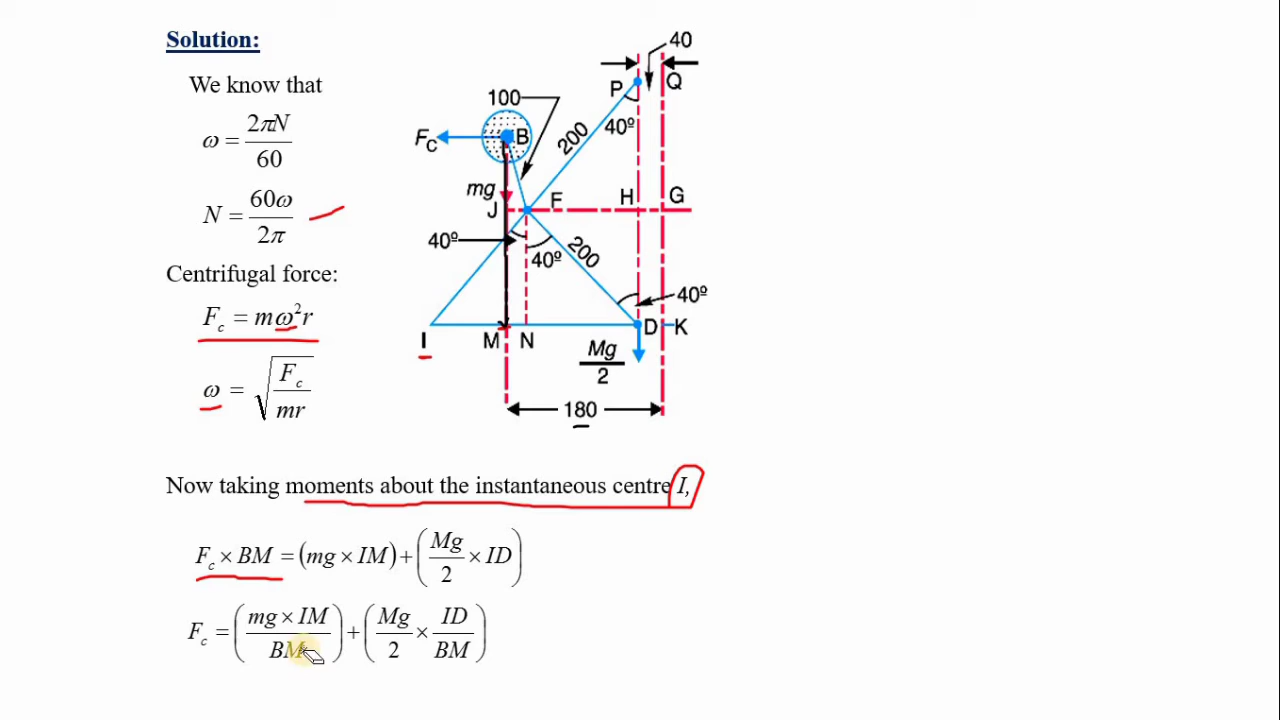 Solution:
We know that
ω = 2πN / 60
N = 60ω / 2π
Centrifugal force:
F_c = mω²r
ω = √(F_c / mr)
40
P
Q
100
40º
F_C
B
200
mg
J
F
H
G
40º
40º
200
40º
I
M
N
D
K
Mg / 2
180
Now taking moments about the instantaneous centre I,
F_c × BM = (mg × IM) + (Mg / 2 × ID)
F_c = (mg × IM / BM) + (Mg / 2 × ID / BM)